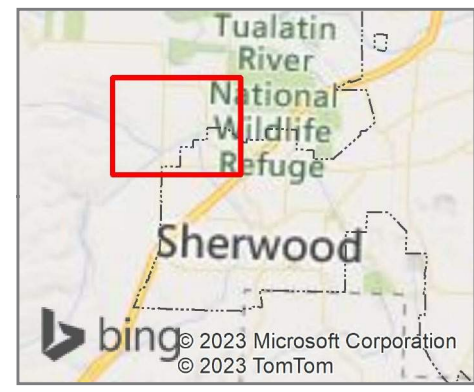 Tualatin
River
National
Wildlife
Refuge
Sherwood
bing
© 2023 Microsoft Corporation
© 2023 TomTom